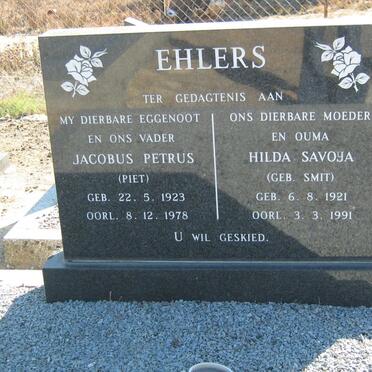 EHLERS
TER GEDAGTENIS AAN
MY DIERBARE EGGENOOT
EN ONS VADER
JACOBUS PETRUS
(PIET)
GEB. 22. 5. 1923
OORL. 8. 12. 1978
ONS DIERBARE MOEDER
EN OUMA
HILDA SAVOJA
(GEB. SMIT)
GEB. 6. 8. 1921
OORL. 3. 3. 1991
U WIL GESKIED.